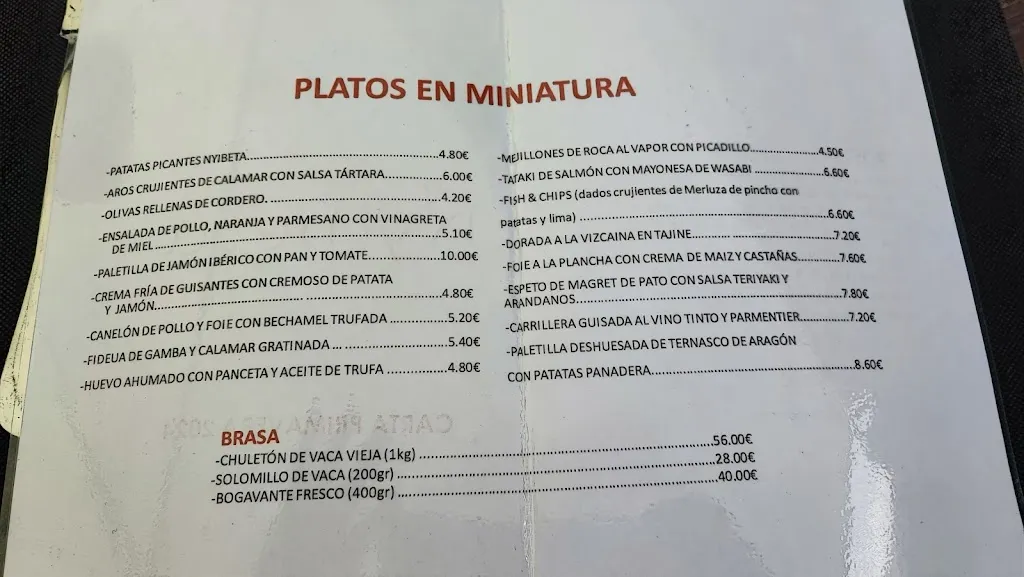 PLATOS EN MINIATURA
-PATATAS PICANTES NYIBETA..........4.80€
-AROS CRUJIENTES DE CALAMAR CON SALSA TÁRTARA..........6.00€
-OLIVAS RELLENAS DE CORDERO. ..........4.20€
-ENSALADA DE POLLO, NARANJA Y PARMESANO CON VINAGRETA
DE MIEL..........5.10€
-PALETILLA DE JAMÓN IBÉRICO CON PAN Y TOMATE..........10.00€
-CREMA FRÍA DE GUISANTES CON CREMOSO DE PATATA
Y JAMÓN..........4.80€
-CANELÓN DE POLLO Y FOIE CON BECHAMEL TRUFADA ..........5.20€
-FIDEUA DE GAMBA Y CALAMAR GRATINADA ... ..........5.40€
-HUEVO AHUMADO CON PANCETA Y ACEITE DE TRUFA ..........4.80€
-MEJILLONES DE ROCA AL VAPOR CON PICADILLO..........4.50€
-TATAKI DE SALMÓN CON MAYONESA DE WASABI ..........6.60€
-FISH & CHIPS (dados crujientes de Merluza de pincho con
patatas y lima) ..........6.60€
-DORADA A LA VIZCAINA EN TAJINE..........7.20€
-FOIE A LA PLANCHA CON CREMA DE MAIZ Y CASTAÑAS..........7.60€
-ESPETO DE MAGRET DE PATO CON SALSA TERIYAKI Y
ARANDANOS..........7.80€
-CARRILLERA GUISADA AL VINO TINTO Y PARMENTIER..........7.20€
-PALETILLA DESHUESADA DE TERNASCO DE ARAGÓN
CON PATATAS PANADERA..........8.60€
CARTA PRIMAVERA 2024
BRASA
-CHULETÓN DE VACA VIEJA (1kg) ..........56.00€
-SOLOMILLO DE VACA (200gr) ..........28.00€
-BOGAVANTE FRESCO (400gr) ..........40.00€